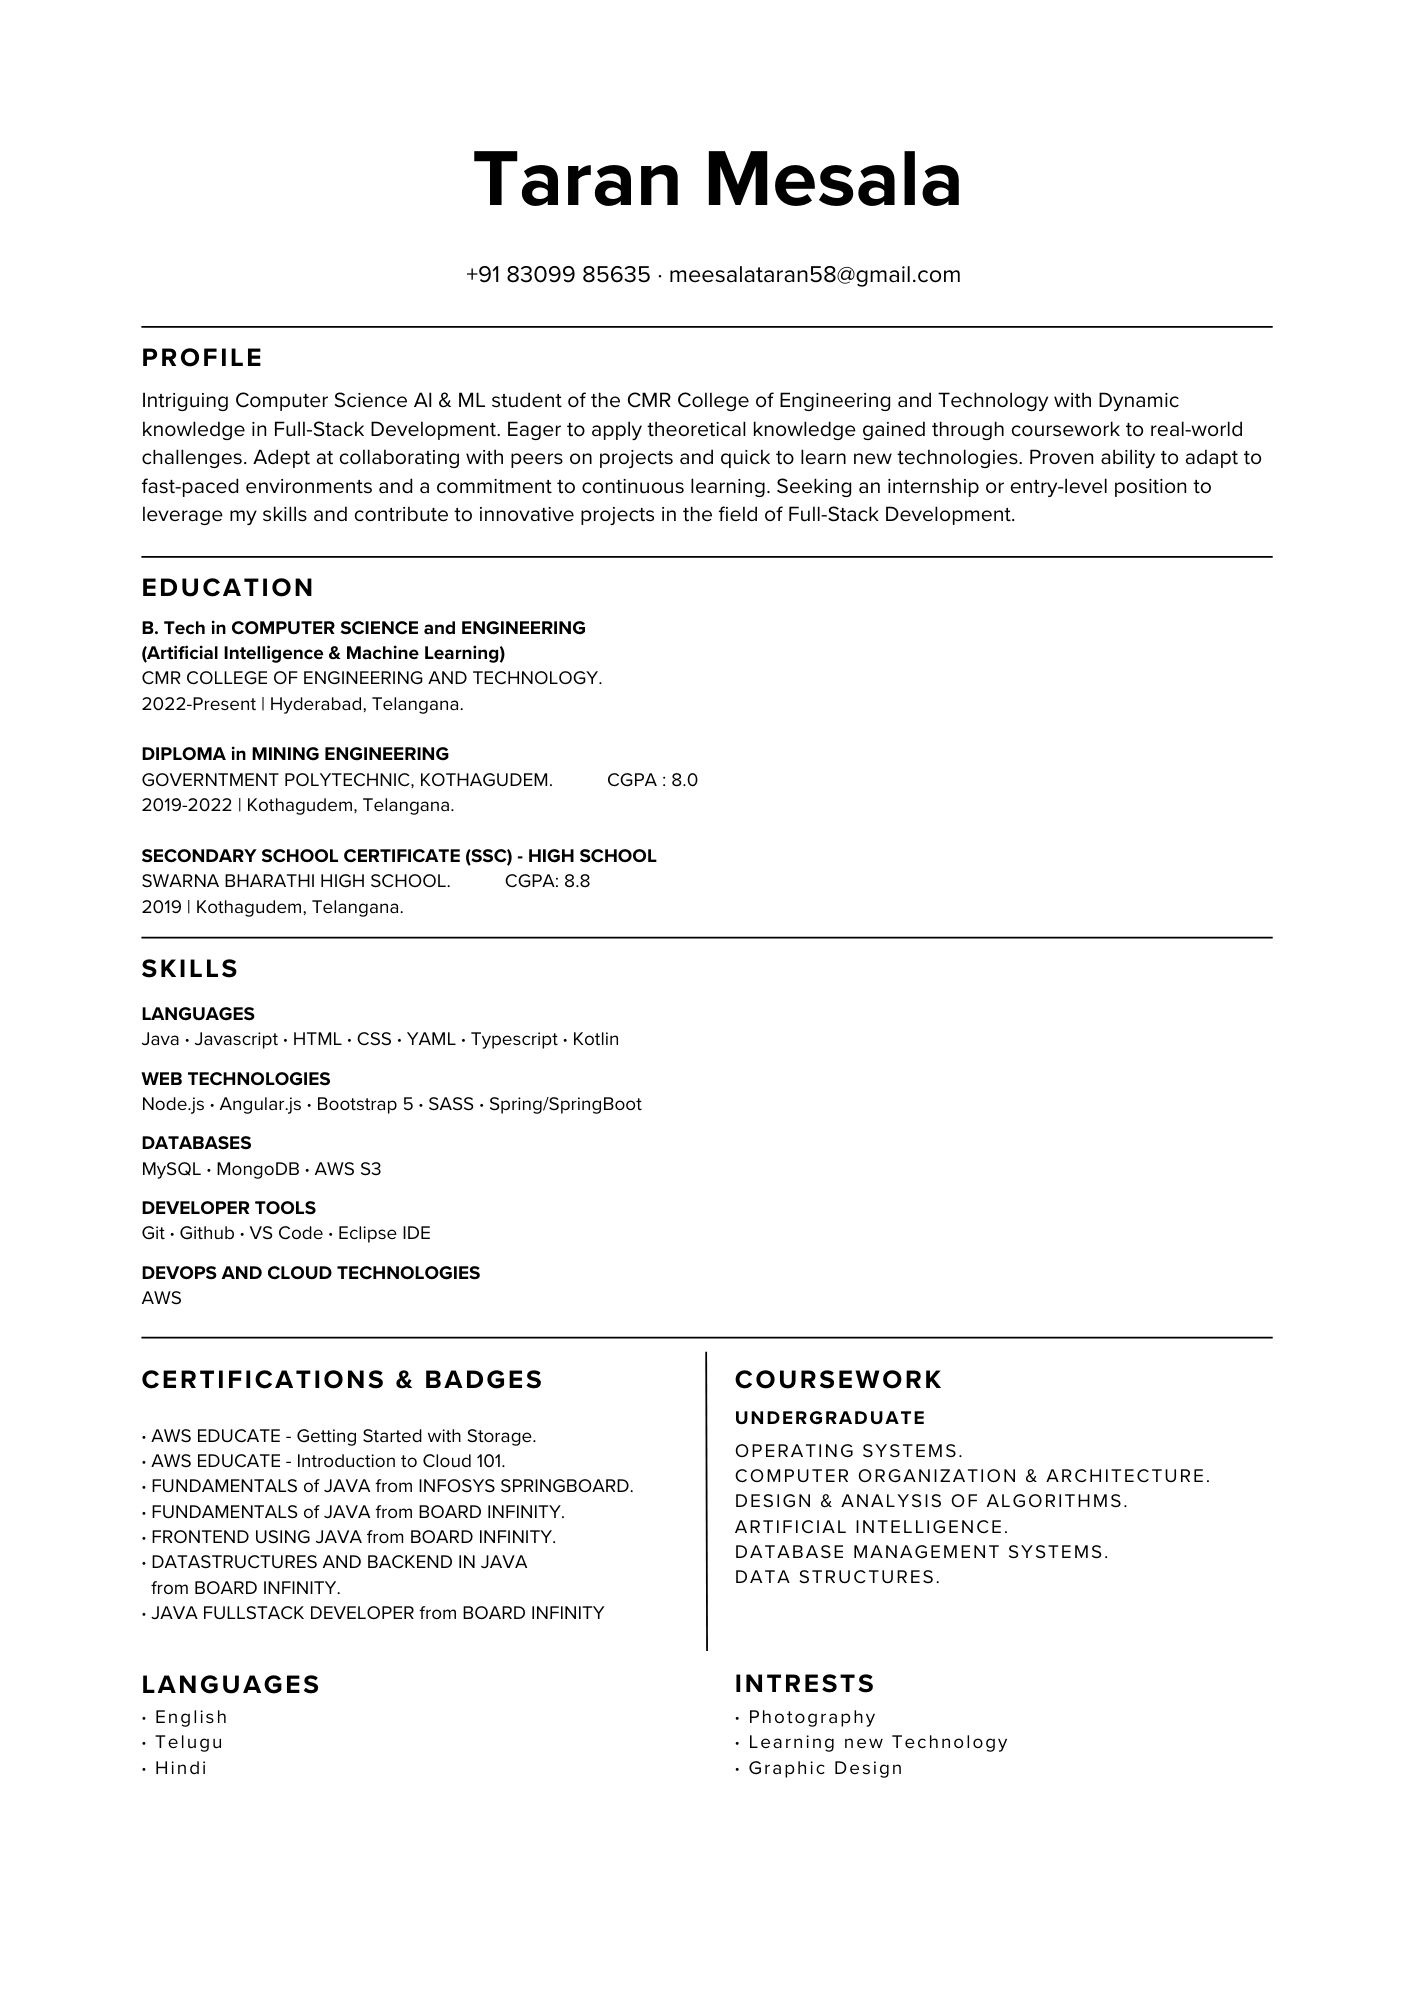 Taran Mesala
+91 83099 85635 · meesalataran58@gmail.com
PROFILE
Intriguing Computer Science AI & ML student of the CMR College of Engineering and Technology with Dynamic
knowledge in Full-Stack Development. Eager to apply theoretical knowledge gained through coursework to real-world
challenges. Adept at collaborating with peers on projects and quick to learn new technologies. Proven ability to adapt to
fast-paced environments and a commitment to continuous learning. Seeking an internship or entry-level position to
leverage my skills and contribute to innovative projects in the field of Full-Stack Development.
EDUCATION
B. Tech in COMPUTER SCIENCE and ENGINEERING
(Artificial Intelligence & Machine Learning)
CMR COLLEGE OF ENGINEERING AND TECHNOLOGY.
2022-Present | Hyderabad, Telangana.
DIPLOMA in MINING ENGINEERING
GOVERNTMENT POLYTECHNIC, KOTHAGUDEM. CGPA : 8.0
2019-2022 | Kothagudem, Telangana.
SECONDARY SCHOOL CERTIFICATE (SSC) - HIGH SCHOOL
SWARNA BHARATHI HIGH SCHOOL. CGPA: 8.8
2019 | Kothagudem, Telangana.
SKILLS
LANGUAGES
Java • Javascript • HTML • CSS • YAML • Typescript • Kotlin
WEB TECHNOLOGIES
Node.js • Angular.js • Bootstrap 5 • SASS • Spring/SpringBoot
DATABASES
MySQL • MongoDB • AWS S3
DEVELOPER TOOLS
Git • Github • VS Code • Eclipse IDE
DEVOPS AND CLOUD TECHNOLOGIES
AWS
CERTIFICATIONS & BADGES
• AWS EDUCATE - Getting Started with Storage.
• AWS EDUCATE - Introduction to Cloud 101.
• FUNDAMENTALS of JAVA from INFOSYS SPRINGBOARD.
• FUNDAMENTALS of JAVA from BOARD INFINITY.
• FRONTEND USING JAVA from BOARD INFINITY.
• DATASTRUCTURES AND BACKEND IN JAVA
from BOARD INFINITY.
• JAVA FULLSTACK DEVELOPER from BOARD INFINITY
COURSEWORK
UNDERGRADUATE
OPERATING SYSTEMS.
COMPUTER ORGANIZATION & ARCHITECTURE.
DESIGN & ANALYSIS OF ALGORITHMS.
ARTIFICIAL INTELLIGENCE.
DATABASE MANAGEMENT SYSTEMS.
DATA STRUCTURES.
LANGUAGES
• English
• Telugu
• Hindi
INTRESTS
• Photography
• Learning new Technology
• Graphic Design